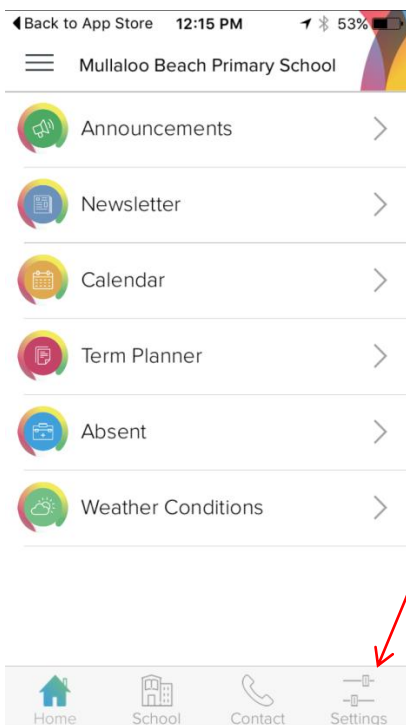 Back to App Store 12:15 PM 53%
Mullaloo Beach Primary School
Announcements
Newsletter
Calendar
Term Planner
Absent
Weather Conditions
Home School Contact Settings